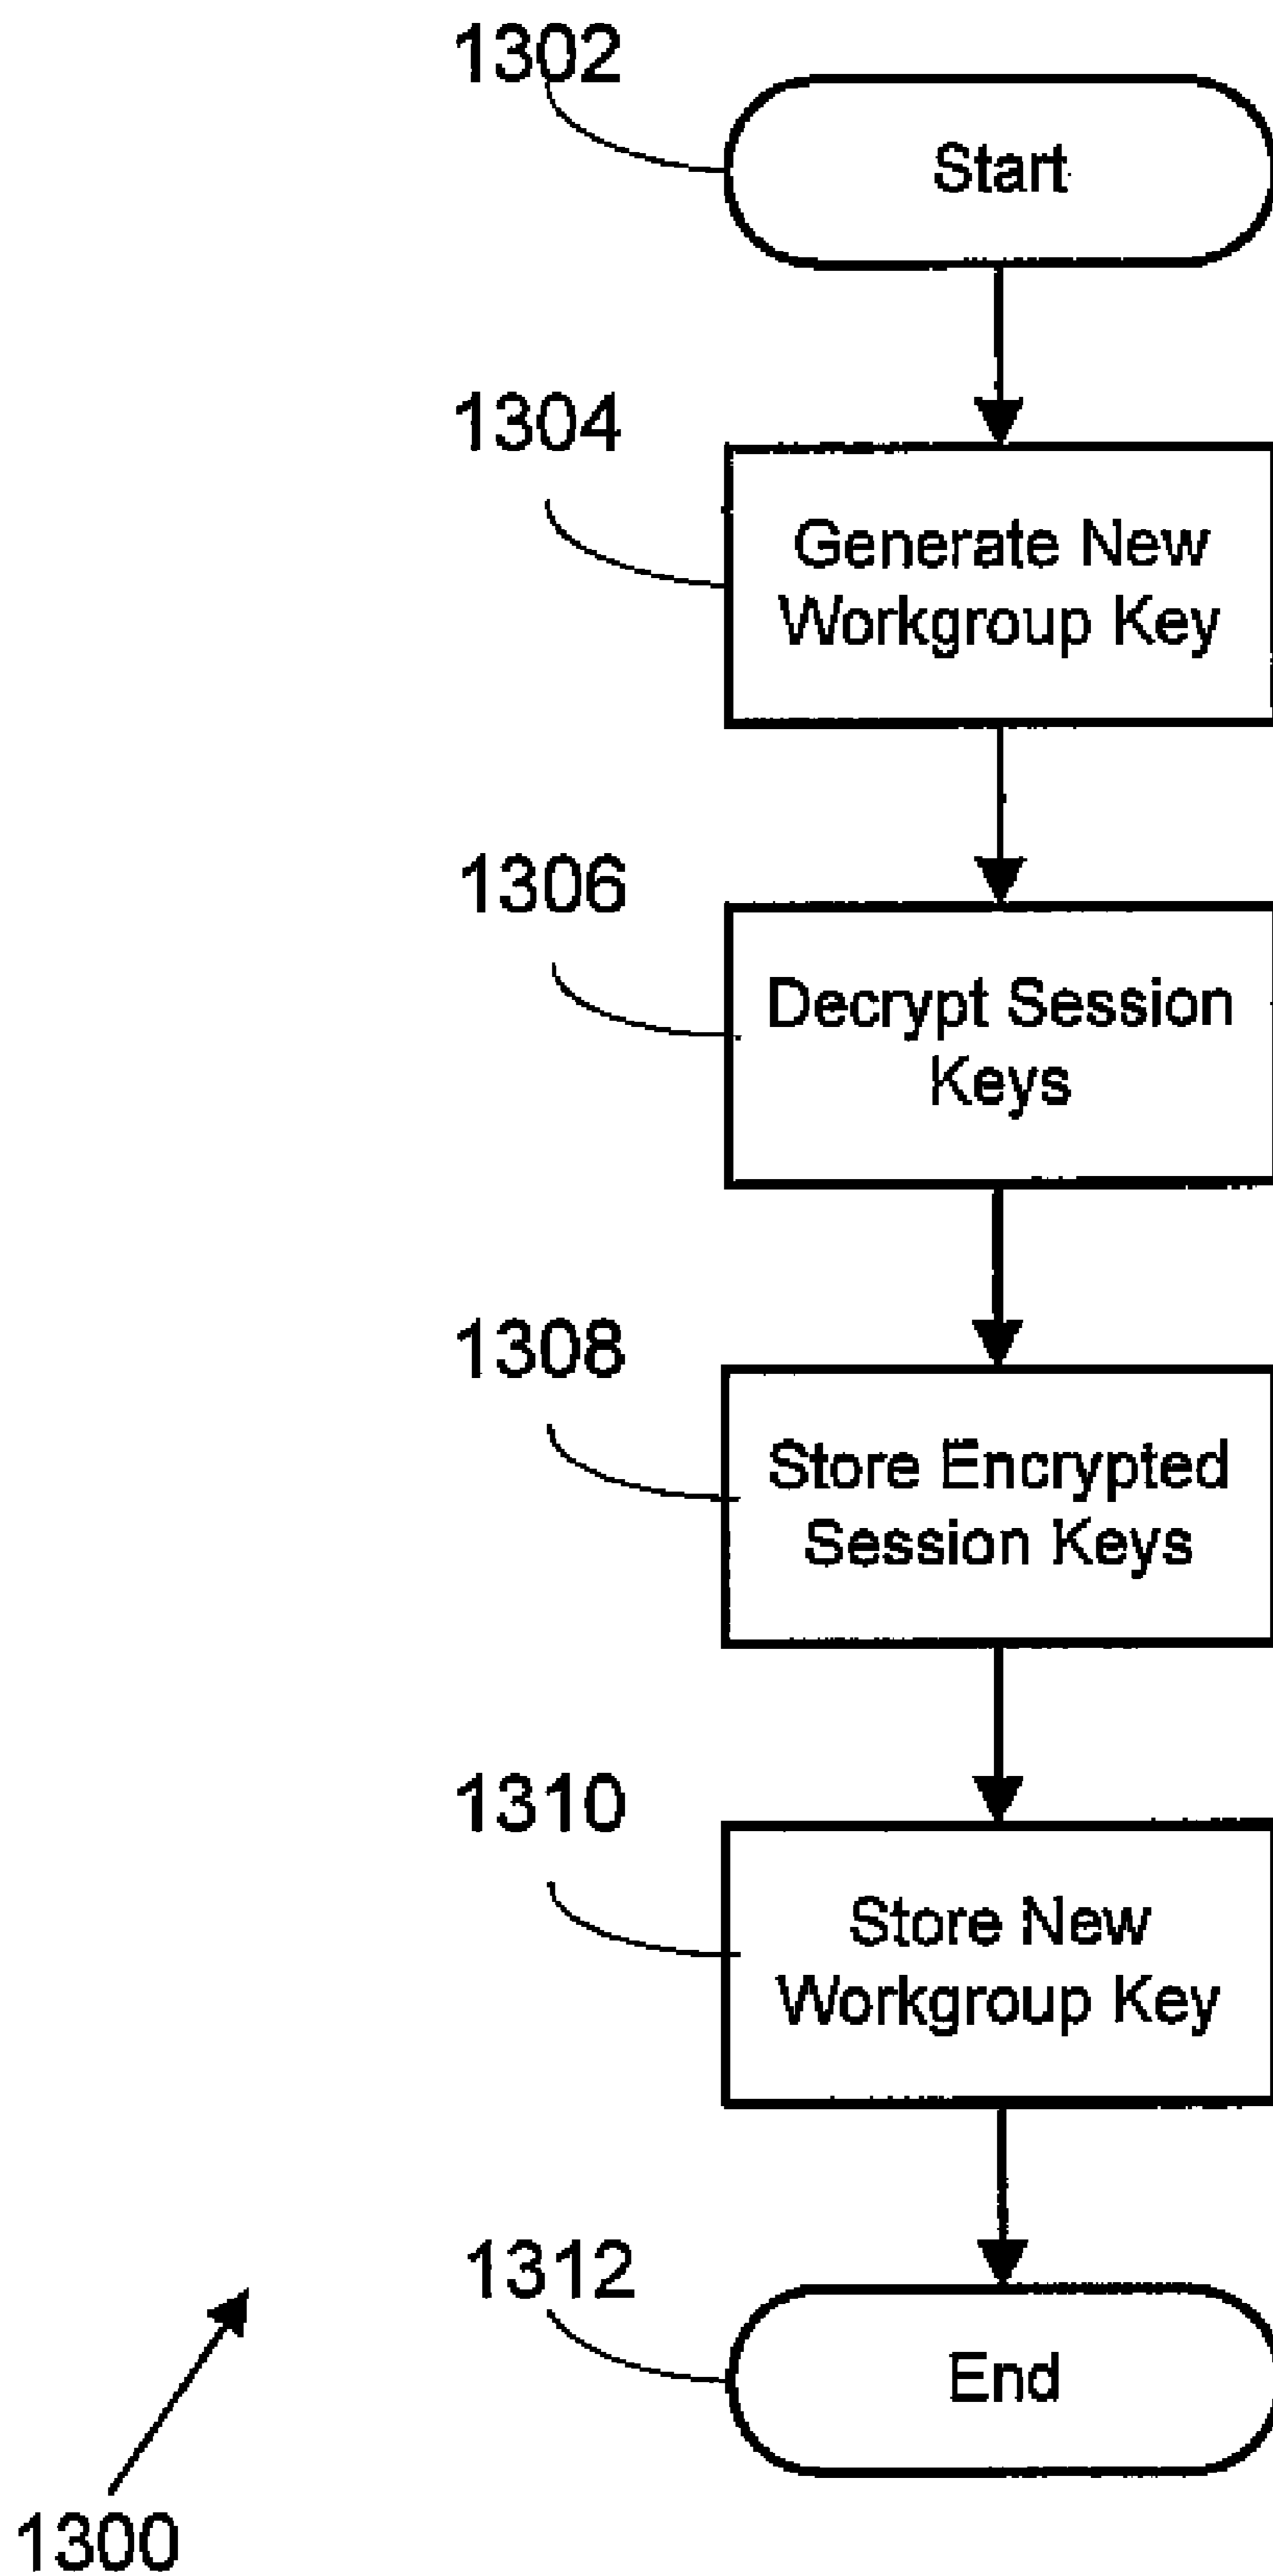 1302
Start
1304
Generate New
Workgroup Key
1306
Decrypt Session
Keys
1308
Store Encrypted
Session Keys
1310
Store New
Workgroup Key
1312
End
1300